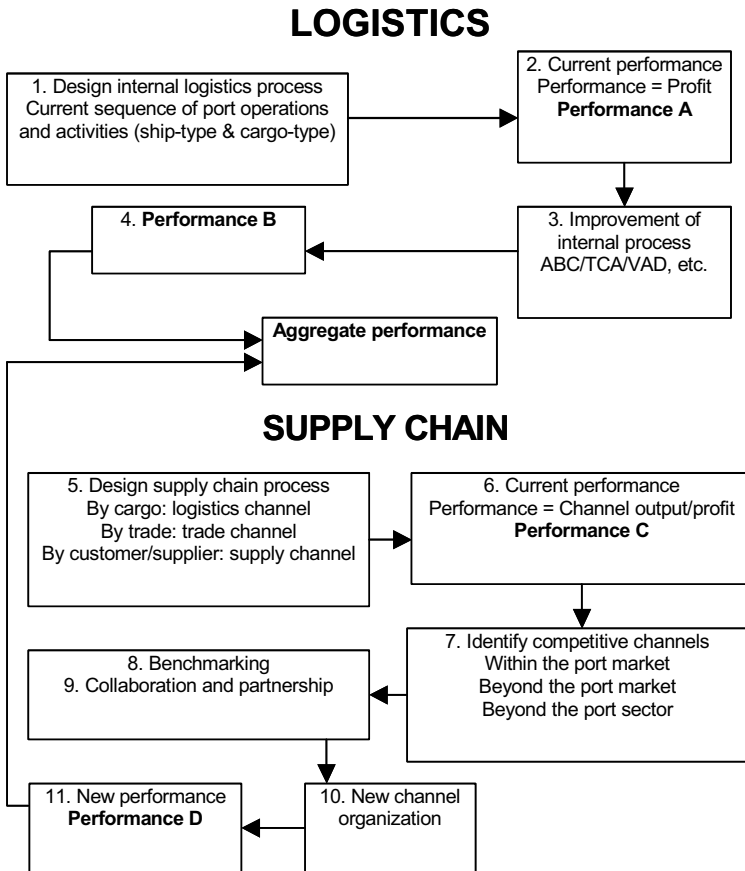 LOGISTICS
1. Design internal logistics process
Current sequence of port operations
and activities (ship-type & cargo-type)
2. Current performance
Performance = Profit
Performance A
3. Improvement of
internal process
ABC/TCA/VAD, etc.
4. Performance B
Aggregate performance
SUPPLY CHAIN
5. Design supply chain process
By cargo: logistics channel
By trade: trade channel
By customer/supplier: supply channel
6. Current performance
Performance = Channel output/profit
Performance C
7. Identify competitive channels
Within the port market
Beyond the port market
Beyond the port sector
8. Benchmarking
9. Collaboration and partnership
10. New channel
organization
11. New performance
Performance D